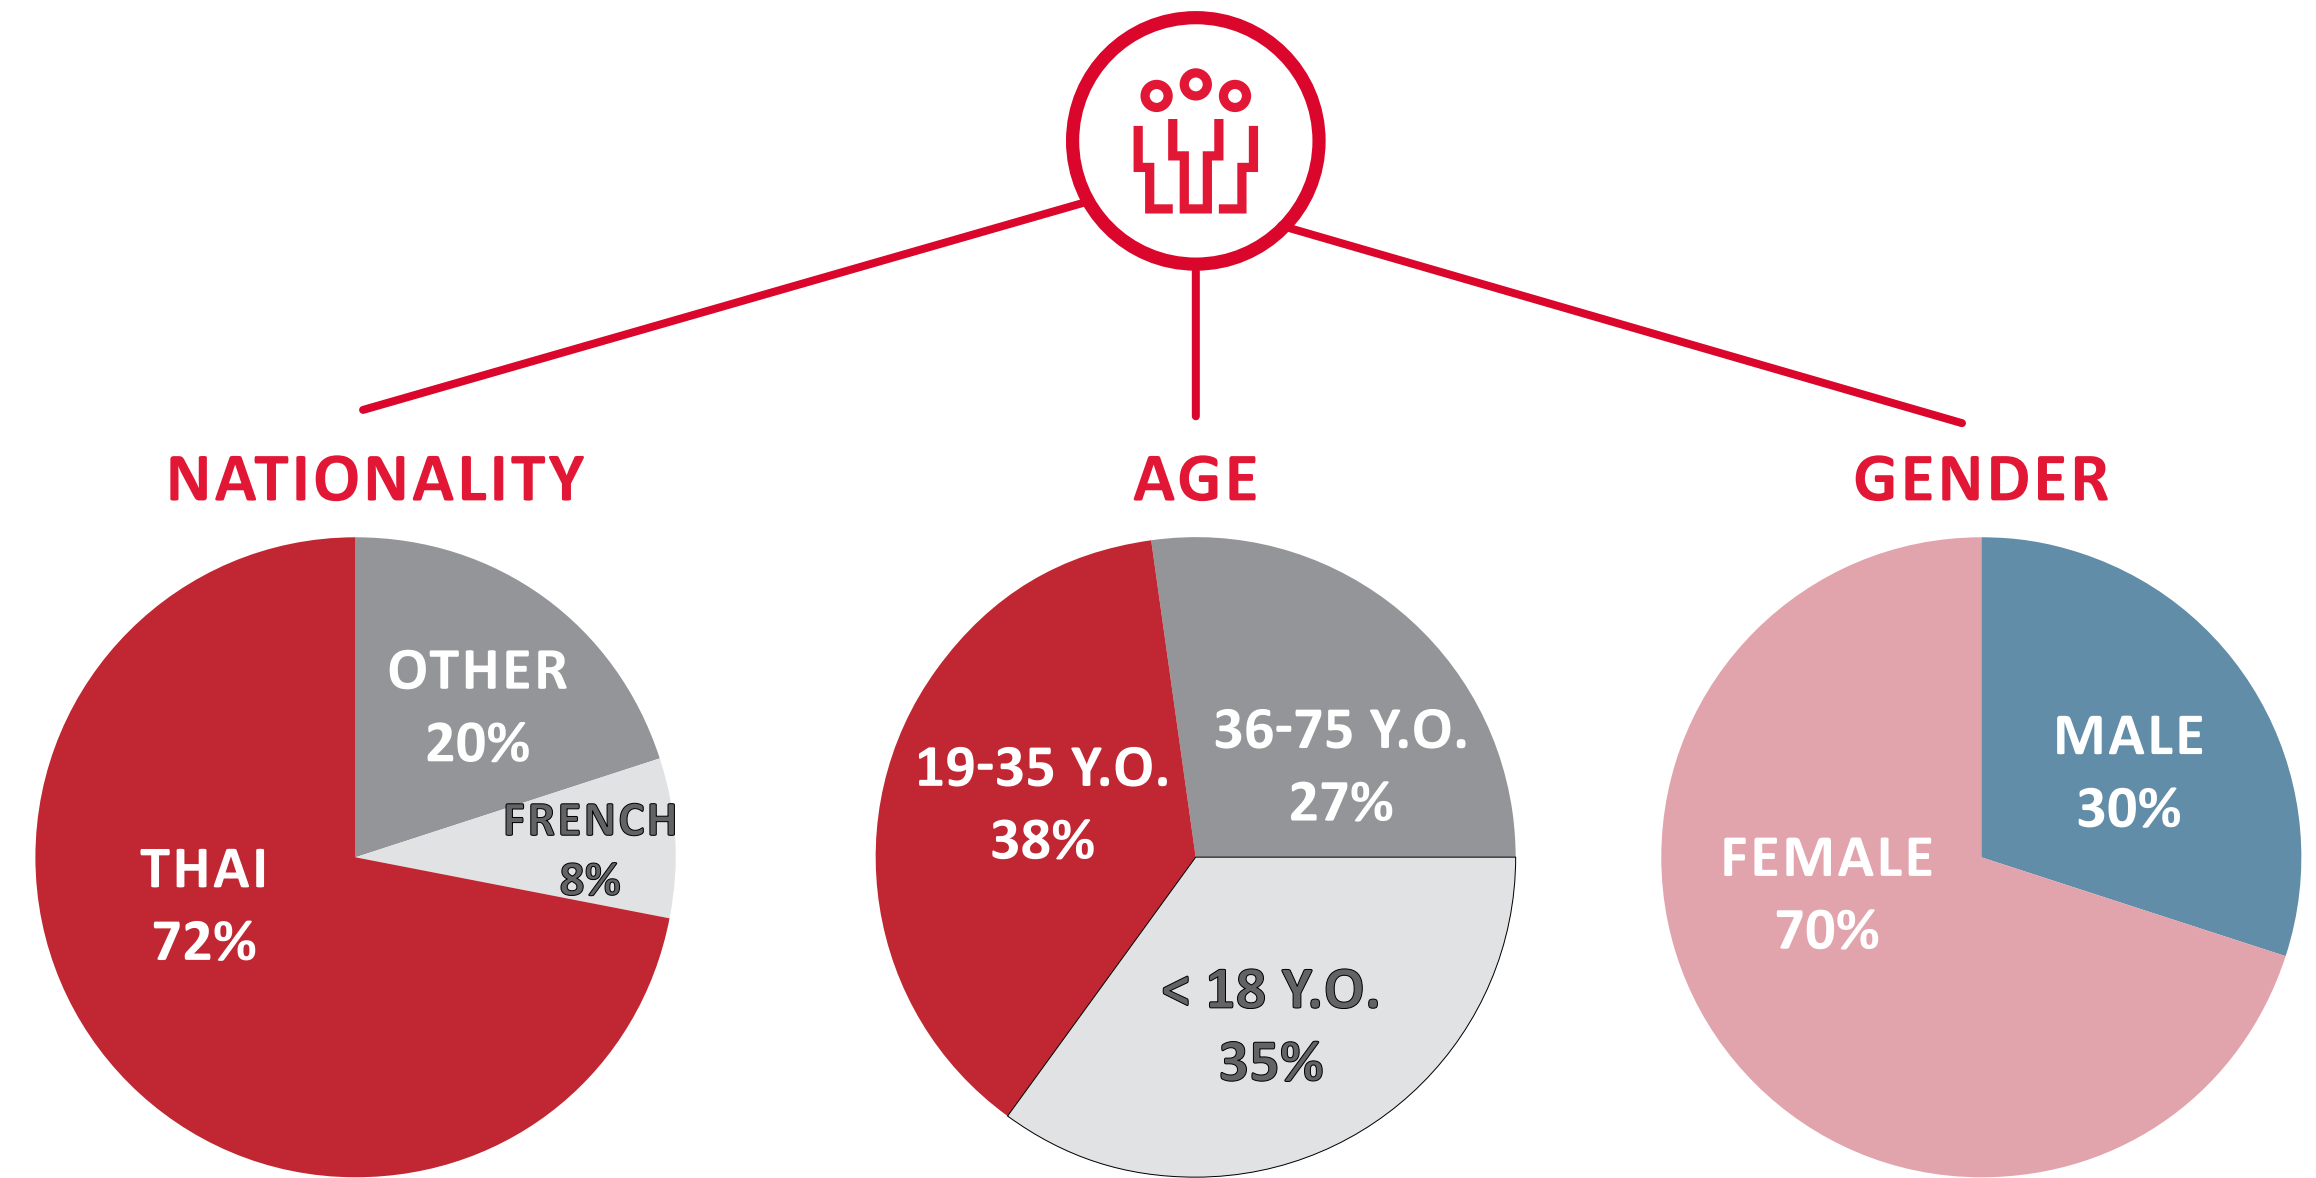 NATIONALITY
OTHER
20%
FRENCH
8%
THAI
72%
AGE
19-35 Y.O.
38%
36-75 Y.O.
27%
< 18 Y.O.
35%
GENDER
MALE
30%
FEMALE
70%